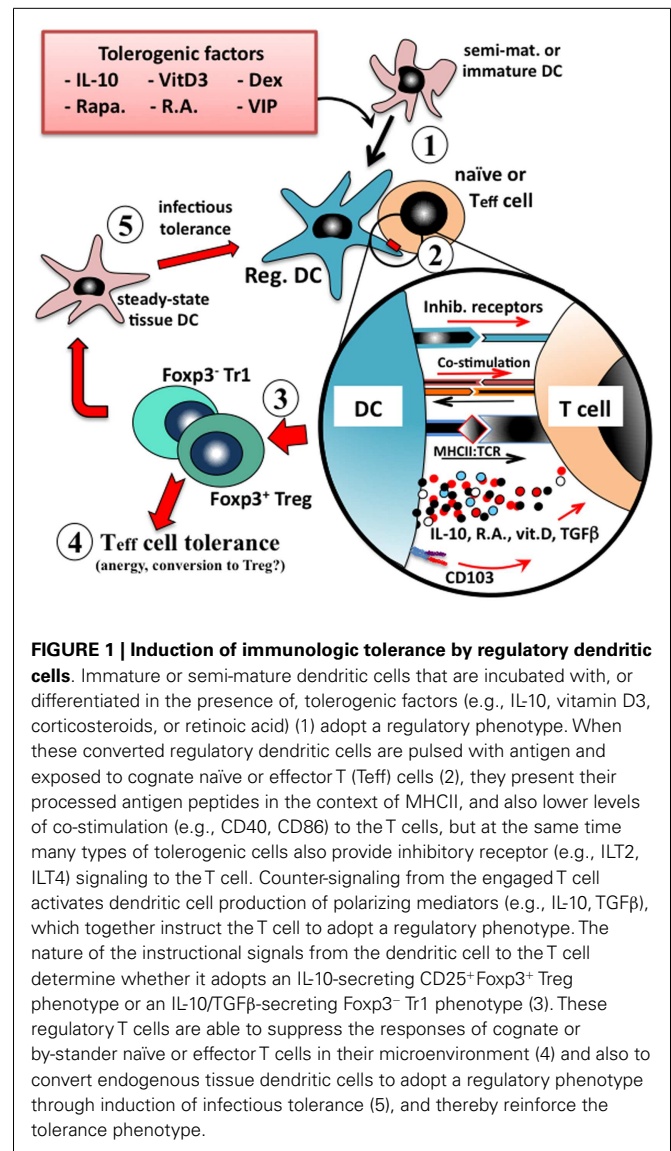 Tolerogenic factors
- IL-10 - VitD3 - Dex
- Rapa. - R.A. - VIP
semi-mat. or
immature DC
1
naïve or
Teff cell
5
infectious
tolerance
2
Reg. DC
steady-state
tissue DC
Inhib. receptors
Co-stimulation
DC
T cell
MHCII:TCR
IL-10, R.A., vit.D, TGFβ
CD103
Foxp3⁻ Tr1
3
Foxp3⁺ Treg
4 Teff cell tolerance
(anergy, conversion to Treg?)
FIGURE 1 | Induction of immunologic tolerance by regulatory dendritic
cells. Immature or semi-mature dendritic cells that are incubated with, or
differentiated in the presence of, tolerogenic factors (e.g., IL-10, vitamin D3,
corticosteroids, or retinoic acid) (1) adopt a regulatory phenotype. When
these converted regulatory dendritic cells are pulsed with antigen and
exposed to cognate naïve or effector T (Teff) cells (2), they present their
processed antigen peptides in the context of MHCII, and also lower levels
of co-stimulation (e.g., CD40, CD86) to the T cells, but at the same time
many types of tolerogenic cells also provide inhibitory receptor (e.g., ILT2,
ILT4) signaling to the T cell. Counter-signaling from the engaged T cell
activates dendritic cell production of polarizing mediators (e.g., IL-10, TGFβ),
which together instruct the T cell to adopt a regulatory phenotype. The
nature of the instructional signals from the dendritic cell to the T cell
determine whether it adopts an IL-10-secreting CD25⁺Foxp3⁺ Treg
phenotype or an IL-10/TGFβ-secreting Foxp3⁻ Tr1 phenotype (3). These
regulatory T cells are able to suppress the responses of cognate or
by-stander naïve or effector T cells in their microenvironment (4) and also to
convert endogenous tissue dendritic cells to adopt a regulatory phenotype
through induction of infectious tolerance (5), and thereby reinforce the
tolerance phenotype.